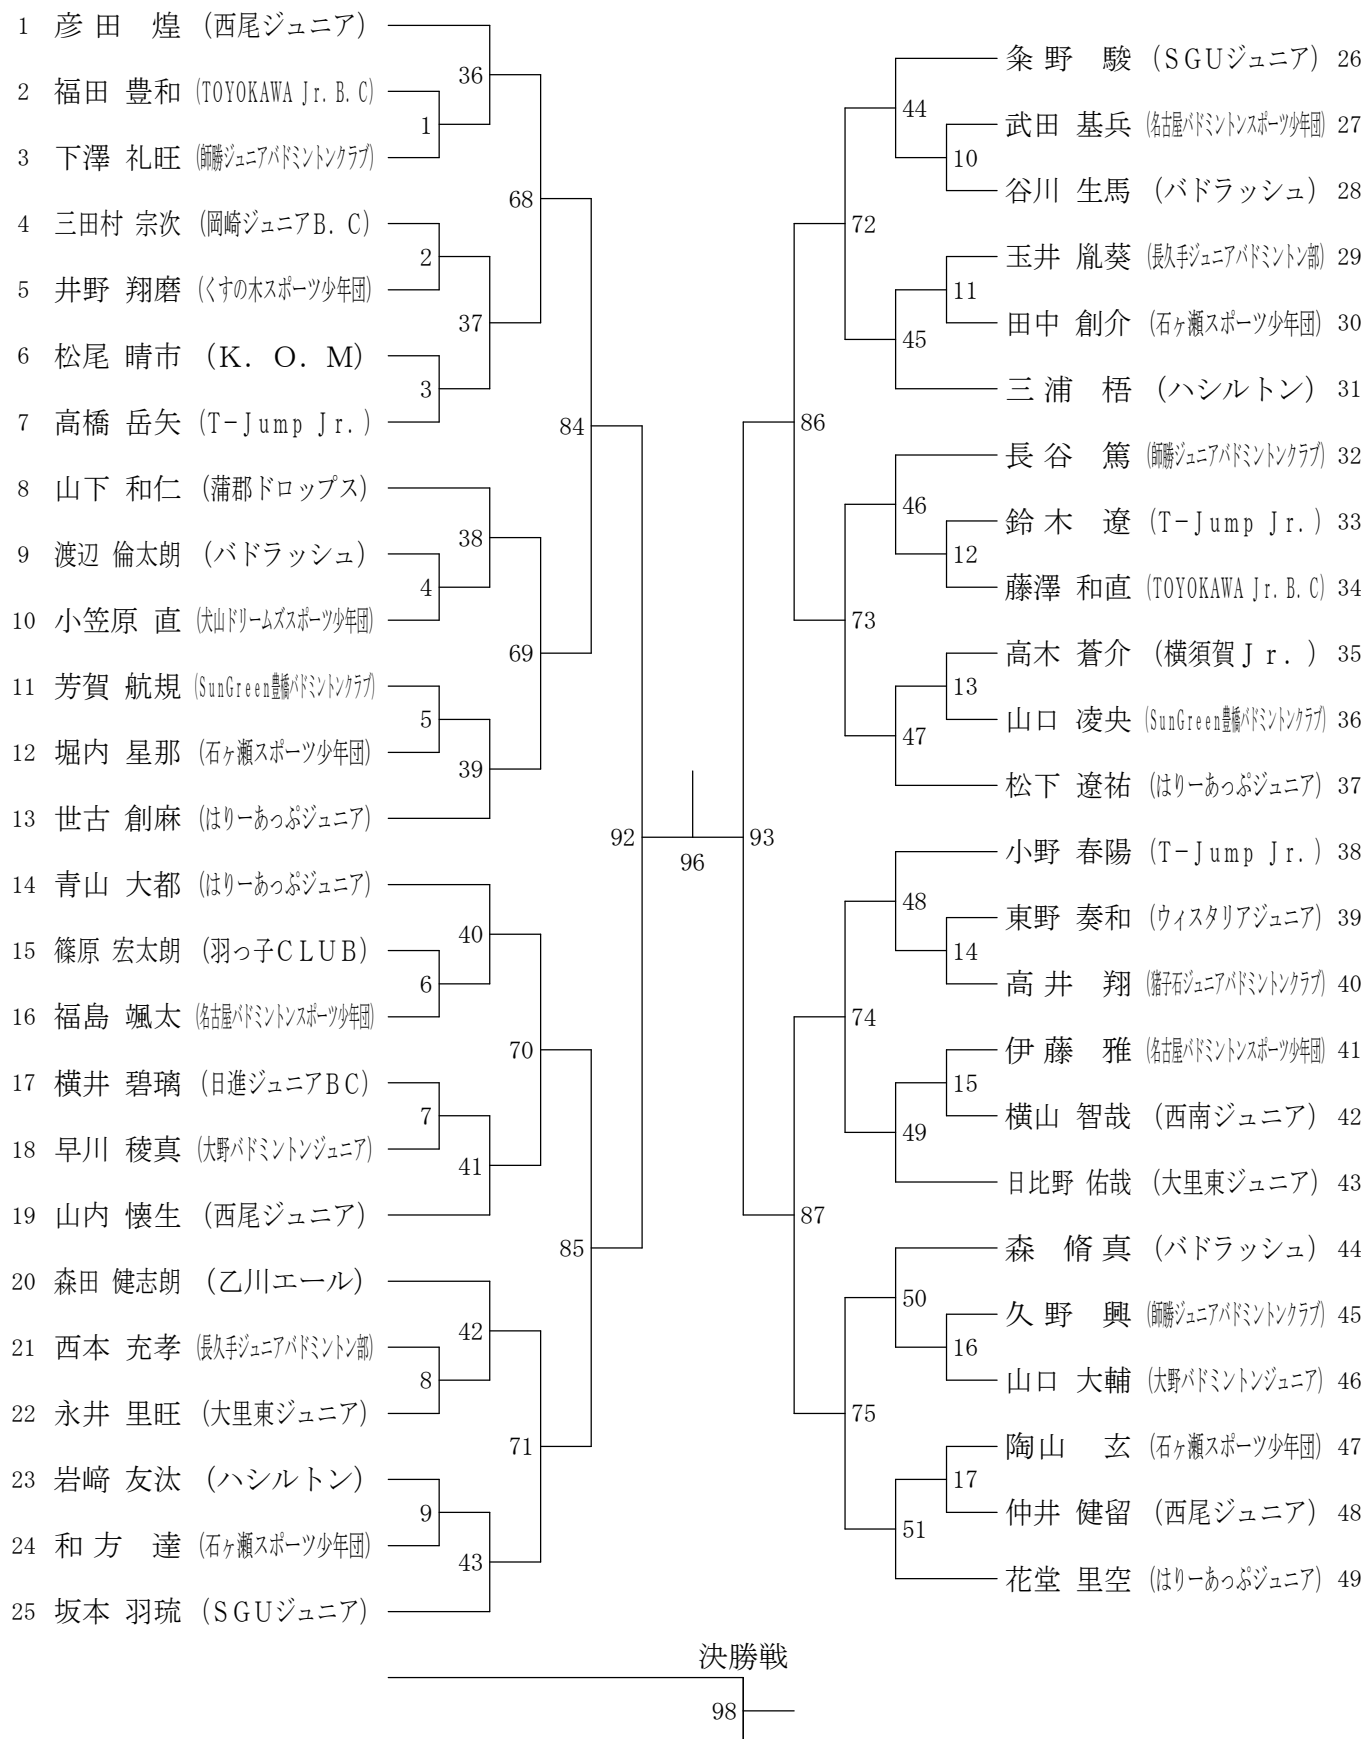 1 彦田 煌 (西尾ジュニア)
2 福田 豊和 (TOYOKAWA Jr.B.C)
3 下澤 礼旺 (師勝ジュニアバドミントンクラブ)
4 三田村 宗次 (岡崎ジュニアB.C)
5 井野 翔磨 (くすの木スポーツ少年団)
6 松尾 晴市 (K.O.M)
7 高橋 岳矢 (T-Jump Jr.)
8 山下 和仁 (蒲郡ドロップス)
9 渡辺 倫太朗 (バドラッシュ)
10 小笠原 直 (犬山ドリームズスポーツ少年団)
11 芳賀 航規 (SunGreen豊橋バドミントンクラブ)
12 堀内 星那 (石ヶ瀬スポーツ少年団)
13 世古 創麻 (はりーあっぷジュニア)
14 青山 大都 (はりーあっぷジュニア)
15 篠原 宏太朗 (羽っ子CLUB)
16 福島 颯太 (名古屋バドミントンスポーツ少年団)
17 横井 碧璃 (日進ジュニアBC)
18 早川 稜真 (大野バドミントンジュニア)
19 山内 懐生 (西尾ジュニア)
20 森田 健志朗 (乙川エール)
21 西本 充孝 (長久手ジュニアバドミントン部)
22 永井 里旺 (大里東ジュニア)
23 岩﨑 友汰 (ハシルトン)
24 和方 達 (石ヶ瀬スポーツ少年団)
25 坂本 羽琉 (SGUジュニア)
1
2
3
4
5
6
7
8
9
36
37
38
39
40
41
42
43
68
69
70
71
84
85
92
96
93
86
87
72
73
74
75
44
45
46
47
48
49
50
51
10
11
12
13
14
15
16
17
粂野 駿 (SGUジュニア) 26
武田 基兵 (名古屋バドミントンスポーツ少年団) 27
谷川 生馬 (バドラッシュ) 28
玉井 胤葵 (長久手ジュニアバドミントン部) 29
田中 創介 (石ヶ瀬スポーツ少年団) 30
三浦 梧 (ハシルトン) 31
長谷 篤 (師勝ジュニアバドミントンクラブ) 32
鈴木 遼 (T-Jump Jr.) 33
藤澤 和直 (TOYOKAWA Jr.B.C) 34
高木 蒼介 (横須賀Jr.) 35
山口 凌央 (SunGreen豊橋バドミントンクラブ) 36
松下 遼祐 (はりーあっぷジュニア) 37
小野 春陽 (T-Jump Jr.) 38
東野 奏和 (ウィスタリアジュニア) 39
高井 翔 (猪子石ジュニアバドミントンクラブ) 40
伊藤 雅 (名古屋バドミントンスポーツ少年団) 41
横山 智哉 (西南ジュニア) 42
日比野 佑哉 (大里東ジュニア) 43
森 脩真 (バドラッシュ) 44
久野 興 (師勝ジュニアバドミントンクラブ) 45
山口 大輔 (大野バドミントンジュニア) 46
陶山 玄 (石ヶ瀬スポーツ少年団) 47
仲井 健留 (西尾ジュニア) 48
花堂 里空 (はりーあっぷジュニア) 49
決勝戦
98